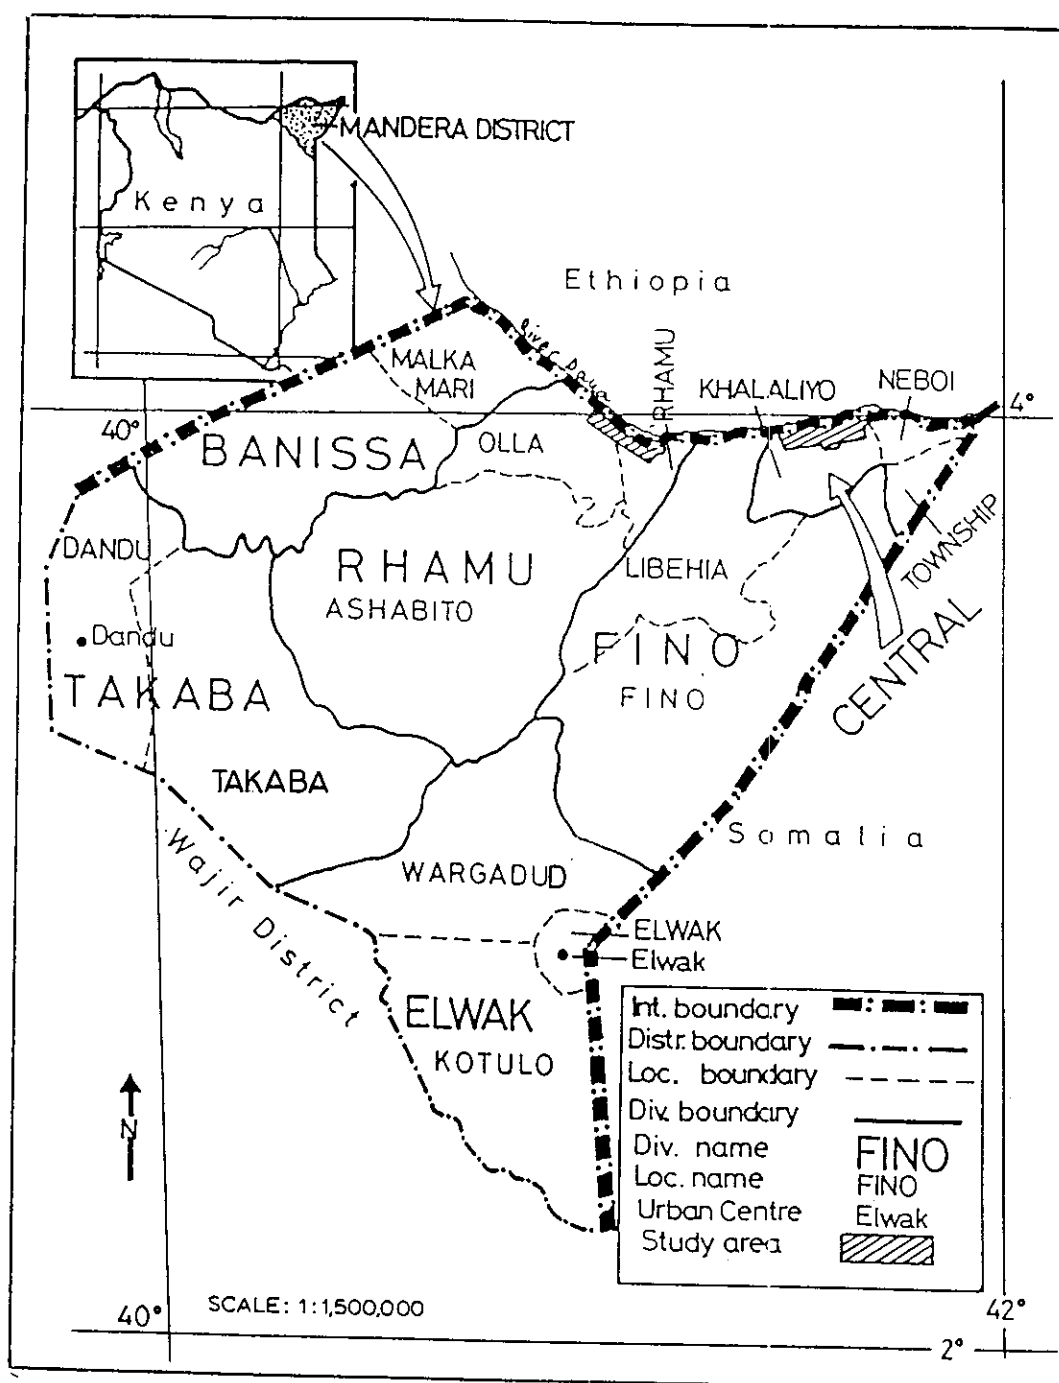 MANDERA DISTRICT
Kenya
Ethiopia
River Daua
MALKA
MARI
RHAMU
KHALALIYO
NEBOI
4°
40°
BANISSA
OLLA
DANDU
RHAMU
ASHABITO
LIBEHIA
TOWNSHIP
Dandu
TAKABA
FINO
FINO
CENTRAL
TAKABA
Somalia
Wajir District
WARGADUD
ELWAK
Elwak
ELWAK
KOTULO
N
Int. boundary
Distr. boundary
Loc. boundary
Div. boundary
Div. name FINO
Loc. name FINO
Urban Centre Elwak
Study area
SCALE: 1:1,500,000
40°
42°
2°